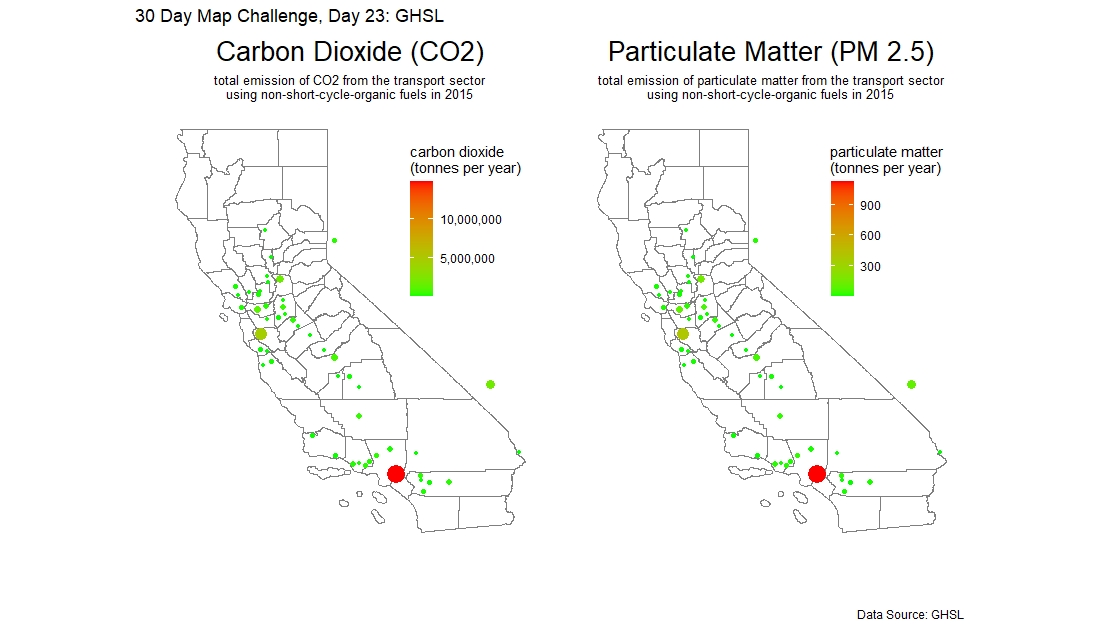 30 Day Map Challenge, Day 23: GHSL
Carbon Dioxide (CO2)
total emission of CO2 from the transport sector
using non-short-cycle-organic fuels in 2015
carbon dioxide
(tonnes per year)
10,000,000
5,000,000
Particulate Matter (PM 2.5)
total emission of particulate matter from the transport sector
using non-short-cycle-organic fuels in 2015
particulate matter
(tonnes per year)
900
600
300
Data Source: GHSL